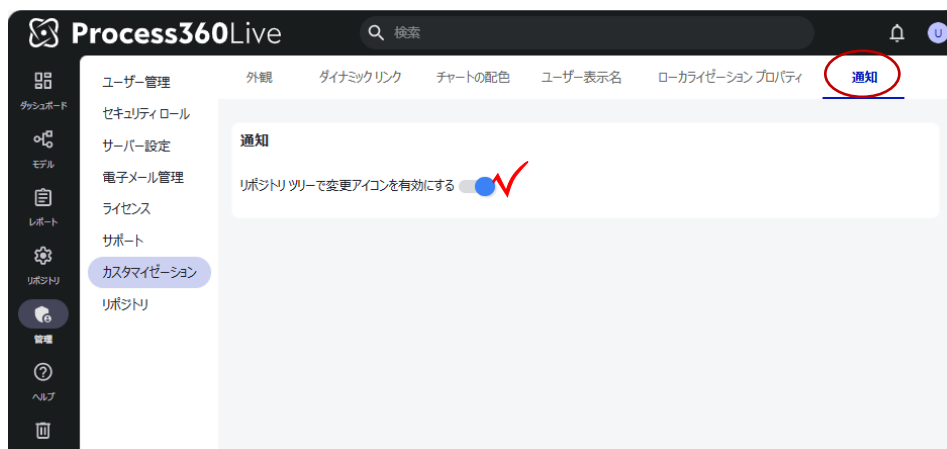 Process360Live
検索
U
ダッシュボード
モデル
レポート
リポジトリ
管理
ヘルプ
ユーザー管理
セキュリティ ロール
サーバー設定
電子メール管理
ライセンス
サポート
カスタマイゼーション
リポジトリ
外観 ダイナミック リンク チャートの配色 ユーザー表示名 ローカライゼーション プロパティ 通知
通知
リポジトリ ツリーで変更アイコンを有効にする